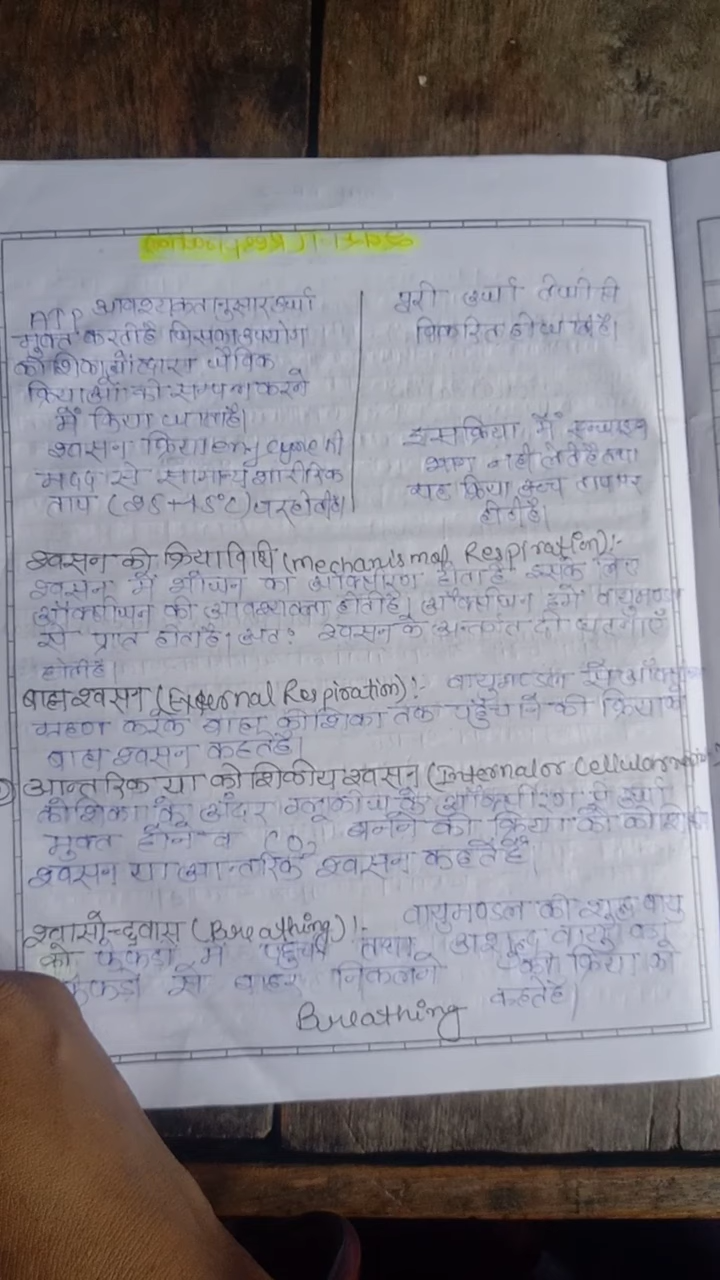 ATP आवश्यकतानुसार ऊर्जा
मुक्त करती है जिसका उपयोग
कोशिकाओं द्वारा जैविक
क्रियाओं को सम्पन्न करने
में किया जाता है।
श्वसन क्रिया की
मदद से सामान्य शारीरिक
ताप पर होती है।
पूरी ऊर्जा तेजी से
निकलित हो जाती है।
इस क्रिया में एन्जाइम
भाग नहीं लेते है तथा
यह क्रिया उच्च ताप पर
होती है।
श्वसन की क्रियाविधि (Mechanism of Respiration):-
श्वसन में भोजन का ऑक्सीकरण होता है इसके लिए
ऑक्सीजन की आवश्यकता होती है। ऑक्सीजन हमें वायुमण्डल
से प्राप्त होता है। अतः श्वसन के अन्तर्गत दो घटनाएँ
होती है।
बाह्य श्वसन (External Respiration):- वायुमण्डल से ऑक्सीजन
ग्रहण करके बाह्य कोशिका तक पहुँचाने की क्रिया को
बाह्य श्वसन कहते है।
आन्तरिक या कोशिकीय श्वसन (Internal or Cellular
कोशिका के अंदर ग्लूकोज के ऑक्सीकरण से ऊर्जा
मुक्त होने व CO₂ बनने की क्रिया को कोशिकीय
श्वसन या आन्तरिक श्वसन कहते है।
श्वासोच्छ्वास (Breathing):- वायुमण्डल की शुद्ध वायु
को फेफड़ो में पहुँचने तथा अशुद्ध वायु का
फेफड़ो से बाहर निकलने की क्रिया को
Breathing कहते है।